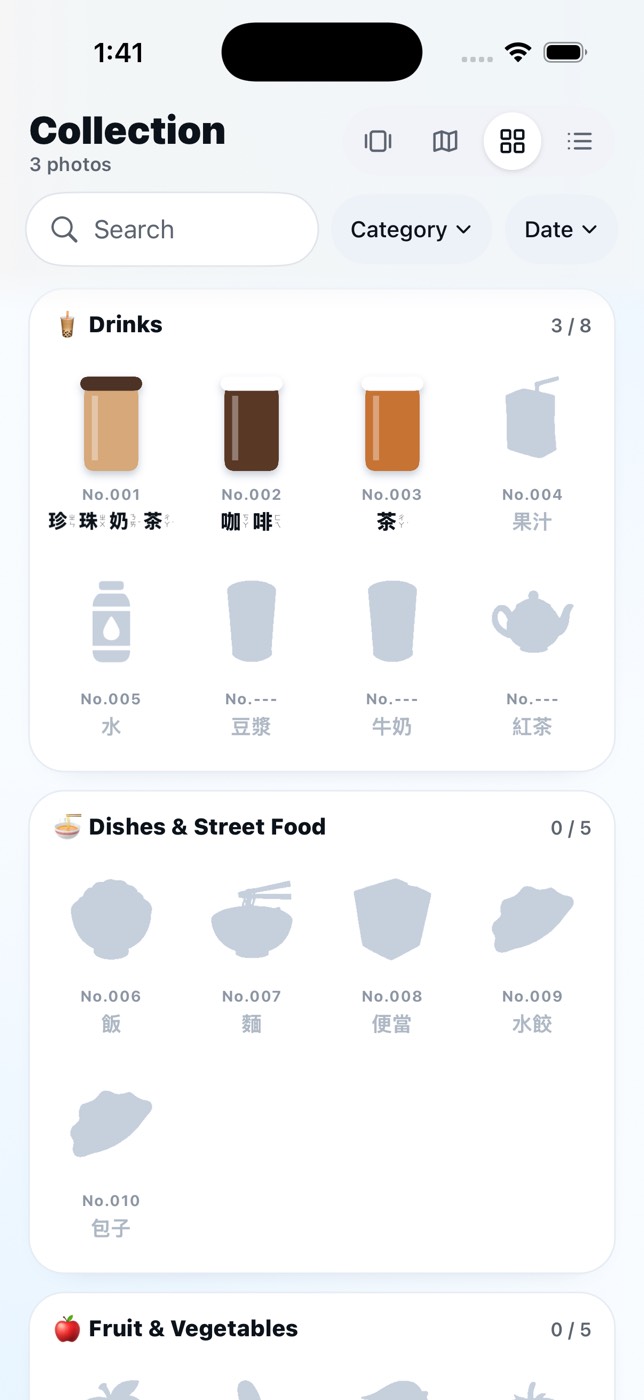 1:41
Collection
3 photos
Search
Category
Date
Drinks
3 / 8
No.001
No.002
No.003
No.004
珍珠奶茶
咖啡
茶
果汁
No.005
No.---
No.---
No.---
水
豆漿
牛奶
紅茶
Dishes & Street Food
0 / 5
No.006
No.007
No.008
No.009
飯
麵
便當
水餃
No.010
包子
Fruit & Vegetables
0 / 5